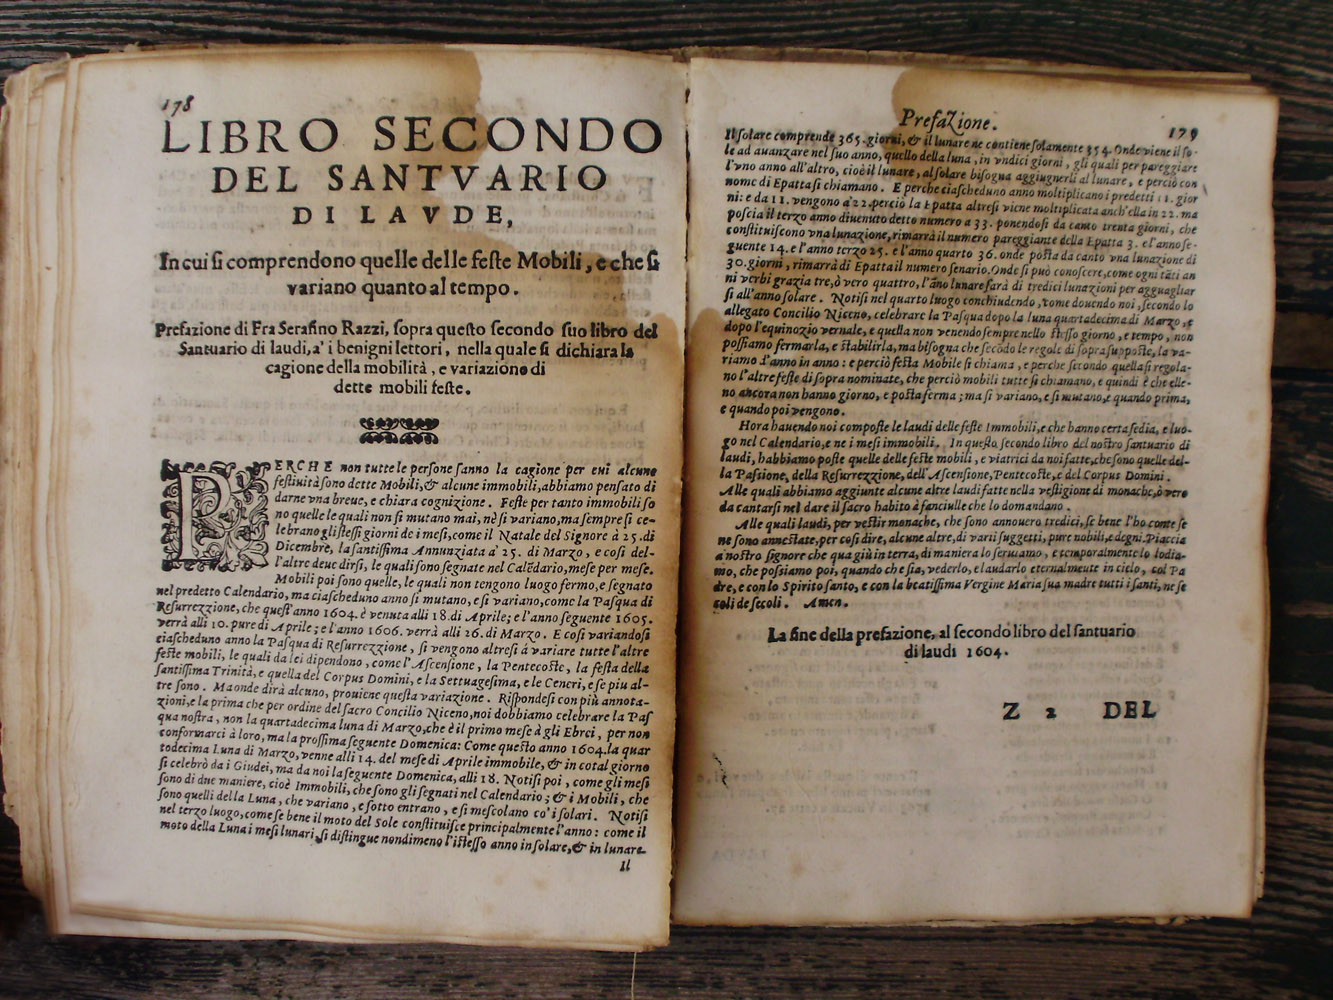 178
LIBRO SECONDO
DEL SANTVARIO
DI LAVDE,
In cui si comprendono quelle delle feste Mobili, e che si
variano quanto al tempo.
Prefazione di Fra Serafino Razzi, sopra questo secondo suo libro del
Santuario di laudi, a' i benigni lettori, nella quale si dichiara la
cagione della mobilità, e variazione di
dette mobili feste.
PERCHE non tutte le persone sanno la cagione per cui alcune
festiuità sono dette Mobili, & alcune immobili, abbiamo pensato di
darne vna breue, e chiara cognizione. Feste per tanto immobili so
no quelle le quali non si mutano mai, nè si variano, ma sempre si ce-
lebrano gli stessi giorni de i mesi, come il Natale del Signore à 25. di
Dicembre, la santissima Annunziata a' 25. di Marzo, e cosi del-
l'altre deuc dirsi, le quali sono segnate nel Calēdario, mese per mese.
Mobili poi sono quelle, le quali non tengono luogo fermo, e segnato
nel predetto Calendario, ma ciascheduno anno si mutano, e si variano, come la Pasqua di
Resurrezzione, che quest'anno 1604. è venuta alli 18. di Aprile; e l'anno seguente 1605.
verrà alli 10. pure di Aprile; e l'anno 1606. verrà alli 26. di Marzo. E cosi variandosi
ciascheduno anno la Pasqua di Resurrezzione, si vengono altresi á variare tutte l'altre
feste mobili, le quali da lei dipendono, come l'Ascensione, la Pentecoste, la festa della
santissima Trinità, e quella del Corpus Domini, e la Settuagesima, e le Ceneri, e se piu al-
tre sono. Ma onde dirà alcuno, prouiene questa variazione. Rispondesi con più annota-
zioni, e la prima che per ordine del sacro Concilio Niceno, noi dobbiamo celebrare la Pas
qua nostra, non la quartadecima luna di Marzo, che è il primo mese à gli Ebrei, per non
conformarci à loro, ma la prossima seguente Domenica: Come questo anno 1604. la quar
todecima Luna di Marzo, venne alli 14. del mese di Aprile immobile, & in cotal giorno
si celebrò da i Giudei, ma da noi la seguente Domenica, alli 18. Notisi poi, come gli mesi
sono di due maniere, cioè Immobili, che sono gli segnati nel Calendario; & i Mobili, che
sono quelli della Luna, che variano, e sotto entrano, e si mescolano co' i solari. Notisi
nel terzo luogo, come se bene il moto del Sole constituisce principalmente l'anno: come il
moto della Luna i mesi lunari, si distingue nondimeno l'istesso anno in solare, & in lunare.
Il
Prefazione.
179
Il solare comprende 365. giorni, & il lunare ne contiene solamente 354. Onde viene il so-
le ad auanzare nel suo anno, quello della luna, in vndici giorni, gli quali per pareggiare
l'vno anno all'altro, cioè il lunare, al solare bisogna aggiugnerli al lunare, e perciò con
nome di Epatta si chiamano. E perche ciascheduno anno multiplicano i predetti 11. gior
ni: e da 11. vengono a' 22. perciò la Epatta altresi viene moltiplicata anch'ella in 22. ma
poscia il terzo anno diuenuto detto numero a 33. ponendosi da canto trenta giorni, che
constituiscono vna lunazione, rimarrà il numero pareggiante della Epatta 3. e l'anno se-
guente 14. e l'anno terzo 25. e l'anno quarto 36. onde posta da canto vna lunazione di
30. giorni, rimarrà di Epatta il numero senario. Onde si può conoscere, come ogni tāti an
ni verbi grazia tre, ò vero quattro, l'āno lunare sarà di tredici lunazioni per agguagliar
si all'anno solare. Notisi nel quarto luogo conchiudendo, come douendo noi, secondo lo
allegato Concilio Niceno, celebrare la Pasqua dopo la luna quartadecima di Marzo, e
dopo l'equinozio vernale, e quella non venendo sempre nello stesso giorno, e tempo, non
possiamo fermarla, e stabilirla, ma bisogna che secōdo le regole di sopra supposte, la va-
riamo d'anno in anno: e perciò festa Mobile si chiama, e perche secondo quella si regola-
no l'altre feste di sopra nominate, che perciò mobili tutte si chiamano, e quindi è che elle-
no ancora non hanno giorno, e posta ferma; ma si variano, e si mutano, e quando prima,
e quando poi vengono.
Hora hauendo noi composte le laudi delle feste Immobili, e che hanno certa sedia, e luo-
go nel Calendario, e ne i mesi immobili. In questo secondo libro del nostro santuario di
laudi, habbiamo poste quelle delle feste mobili, e viatrici da noi fatte, che sono quelle del-
la Passione, della Resurrezzione, dell'Ascensione, Pentecoste, e del Corpus Domini.
Alle quali abbiamo aggiunte alcune altre laudi fatte nella vestigione di monache, ò vero
da cantarsi nel dare il sacro habito à fanciulle che lo domandano.
Alle quali laudi, per vestir monache, che sono annouero tredici, se bene l'ho conte se
ne sono annestate, per cosi dire, alcune altre, di varij suggetti, pure nobili, e degni. Piaccia
a nostro signore che qua giù in terra, di maniera lo seruiamo, e temporalmente lo lodia-
mo, che possiamo poi, quando che sia, vederlo, e laudarlo eternalmente in cielo, col Pa
dre, e con lo Spirito santo, e con la beatissima Vergine Maria sua madre tutti i santi, ne se
coli de secoli. Amen.
La fine della prefazione, al secondo libro del santuario
di laudi 1604.
Z 2 DEL